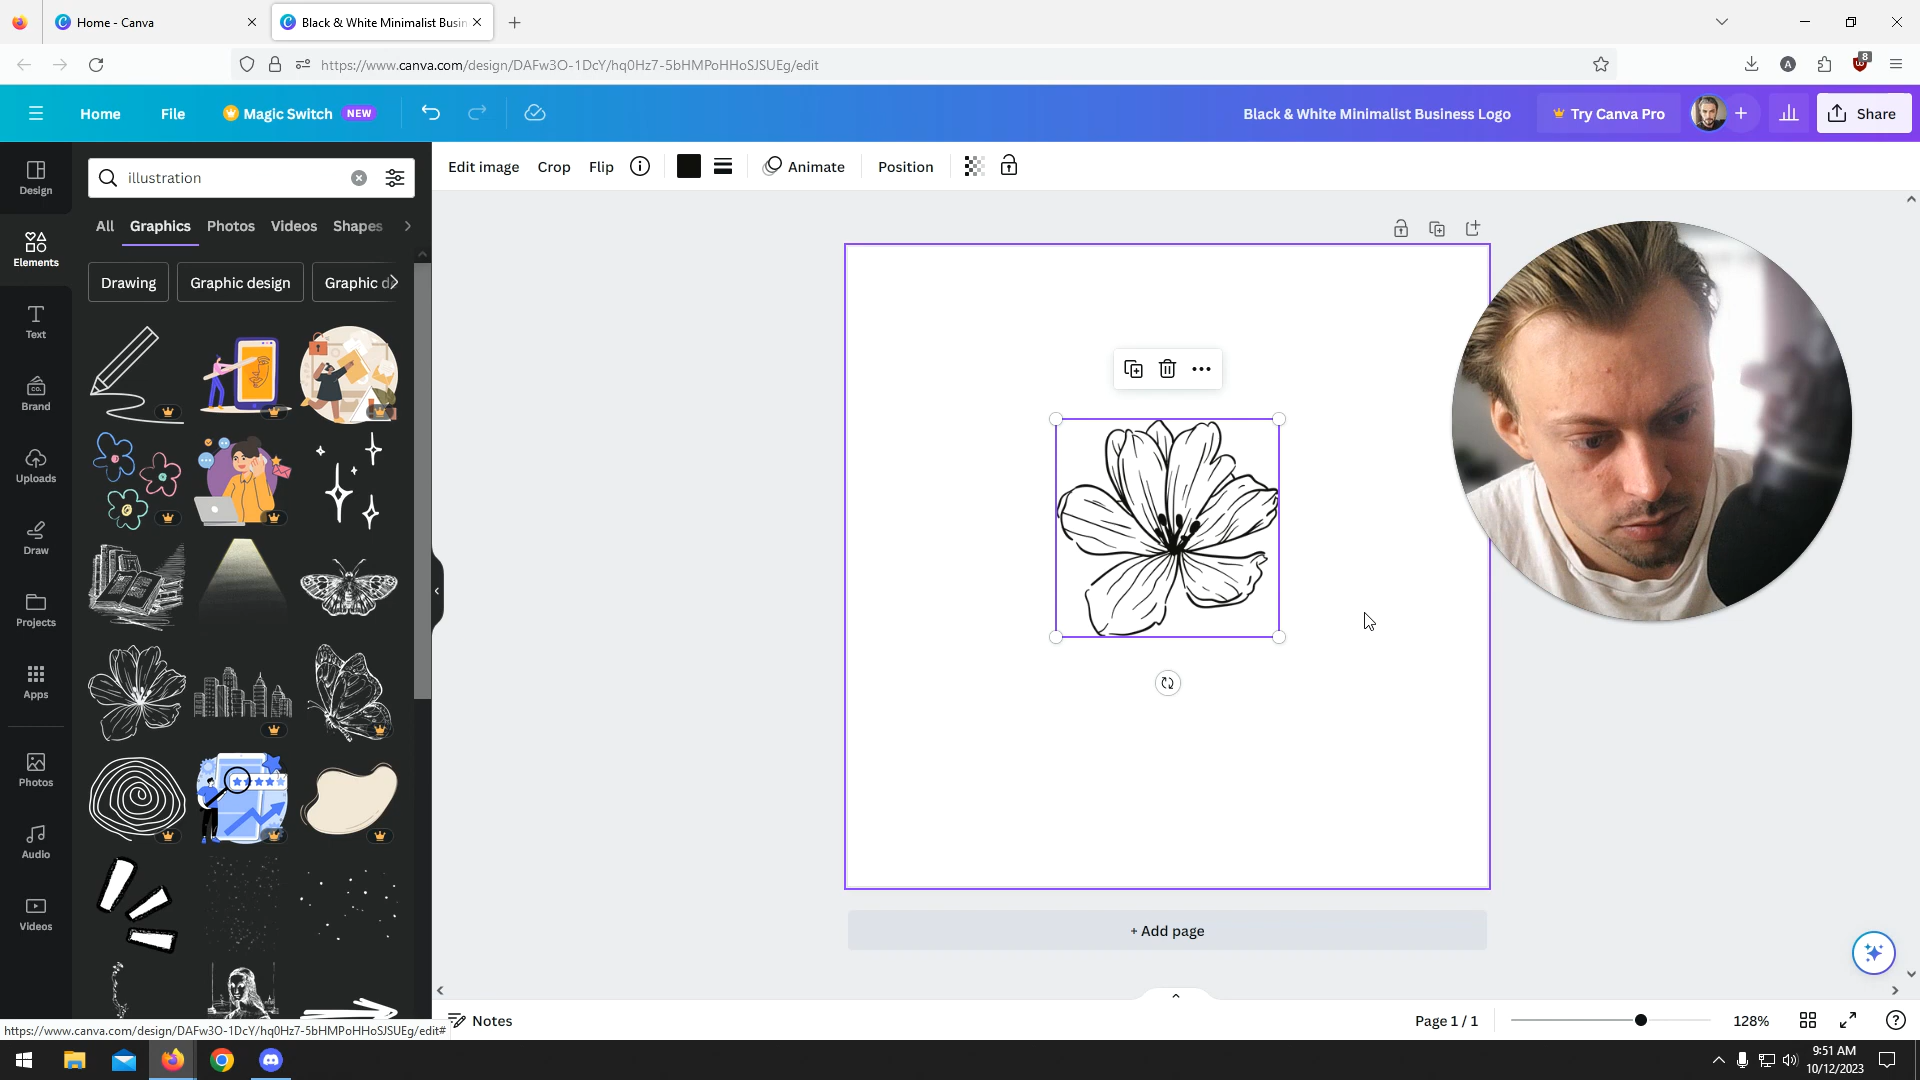 Home - Canva
Black & White Minimalist Busin
https://www.canva.com/design/DAFw3O-1DcY/hq0Hz7-5bHMPoHHoSJSUEg/edit
A
8
Home
File
Magic Switch NEW
Black & White Minimalist Business Logo
Try Canva Pro
Share
Design
Elements
Text
Brand
Uploads
Draw
Projects
Apps
Photos
Audio
Videos
illustration
All Graphics Photos Videos Shapes
Drawing
Graphic design
Graphic d
Edit image Crop Flip
Animate
Position
+ Add page
Notes
Page 1 / 1
128%
https://www.canva.com/design/DAFw3O-1DcY/hq0Hz7-5bHMPoHHoSJSUEg/edit#
9:51 AM
10/12/2023